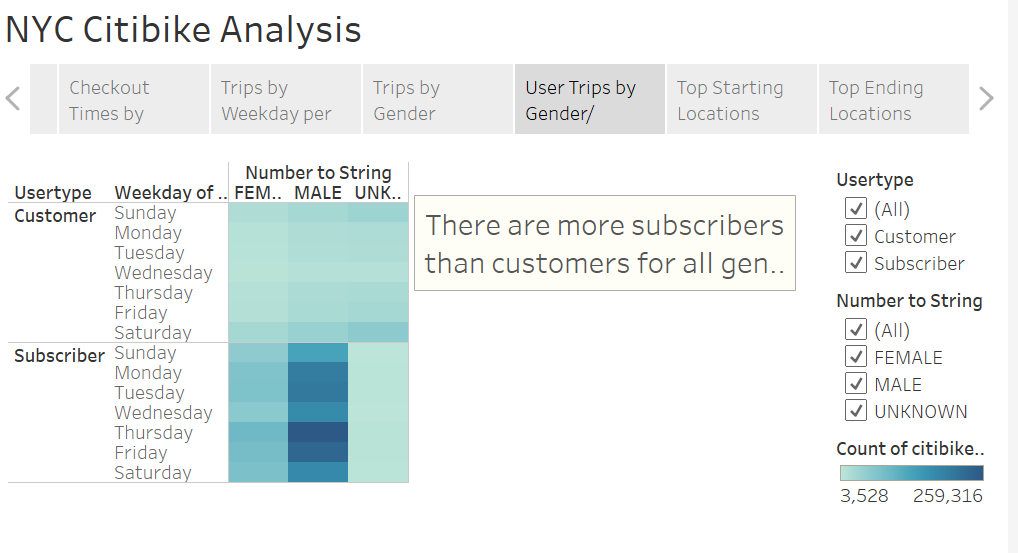 NYC Citibike Analysis
Checkout
Times by
Trips by
Weekday per
Trips by
Gender
User Trips by
Gender/
Top Starting
Locations
Top Ending
Locations
Number to String
Usertype Weekday of .. FEM.. MALE UNK..
Customer Sunday
Monday
Tuesday
Wednesday
Thursday
Friday
Saturday
Subscriber Sunday
Monday
Tuesday
Wednesday
Thursday
Friday
Saturday
There are more subscribers
than customers for all gen..
Usertype
(All)
Customer
Subscriber
Number to String
(All)
FEMALE
MALE
UNKNOWN
Count of citibike..
3,528 259,316